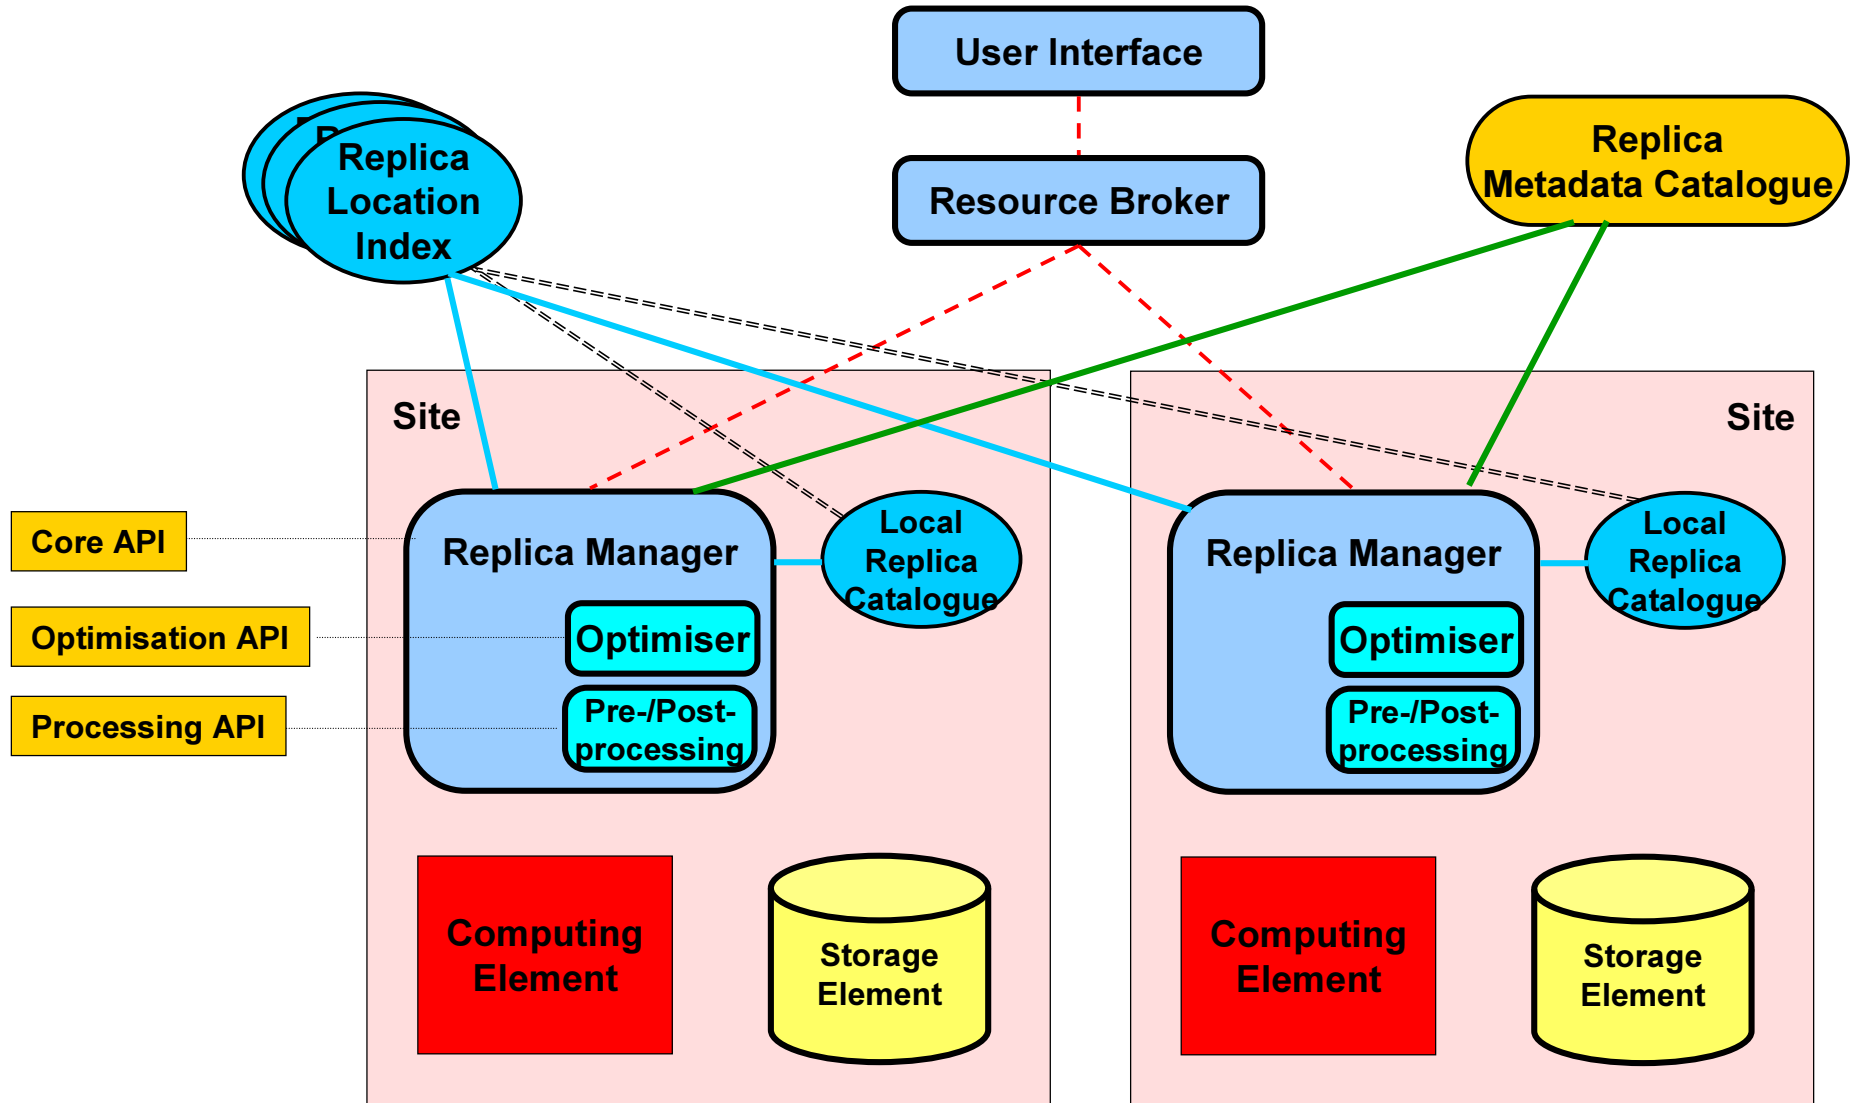 User Interface
Replica
Location
Index
Resource Broker
Replica
Metadata Catalogue
Site
Site
Core API
Optimisation API
Processing API
Replica Manager
Optimiser
Pre-/Post-
processing
Local
Replica
Catalogue
Replica Manager
Optimiser
Pre-/Post-
processing
Local
Replica
Catalogue
Computing
Element
Storage
Element
Computing
Element
Storage
Element